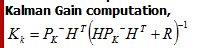 Kalman Gain computation,
K_k = P_K^- H^T (HP_K^- H^T + R)^{-1}